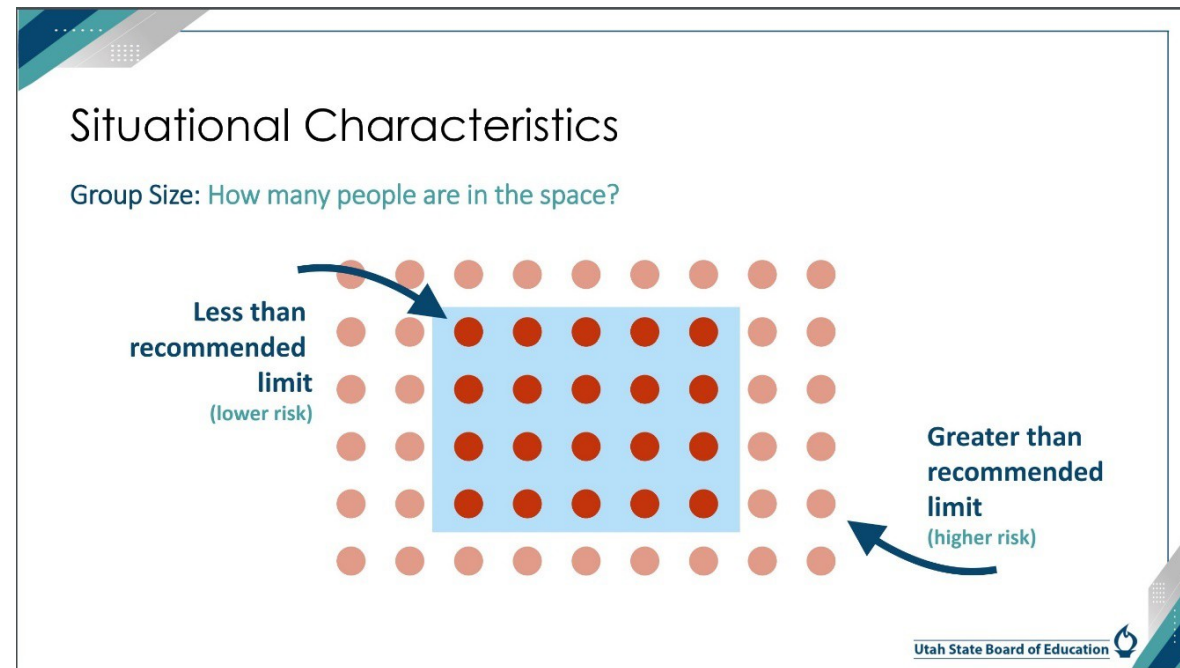 Situational Characteristics
Group Size: How many people are in the space?
Less than
recommended
limit
(lower risk)
Greater than
recommended
limit
(higher risk)
Utah State Board of Education